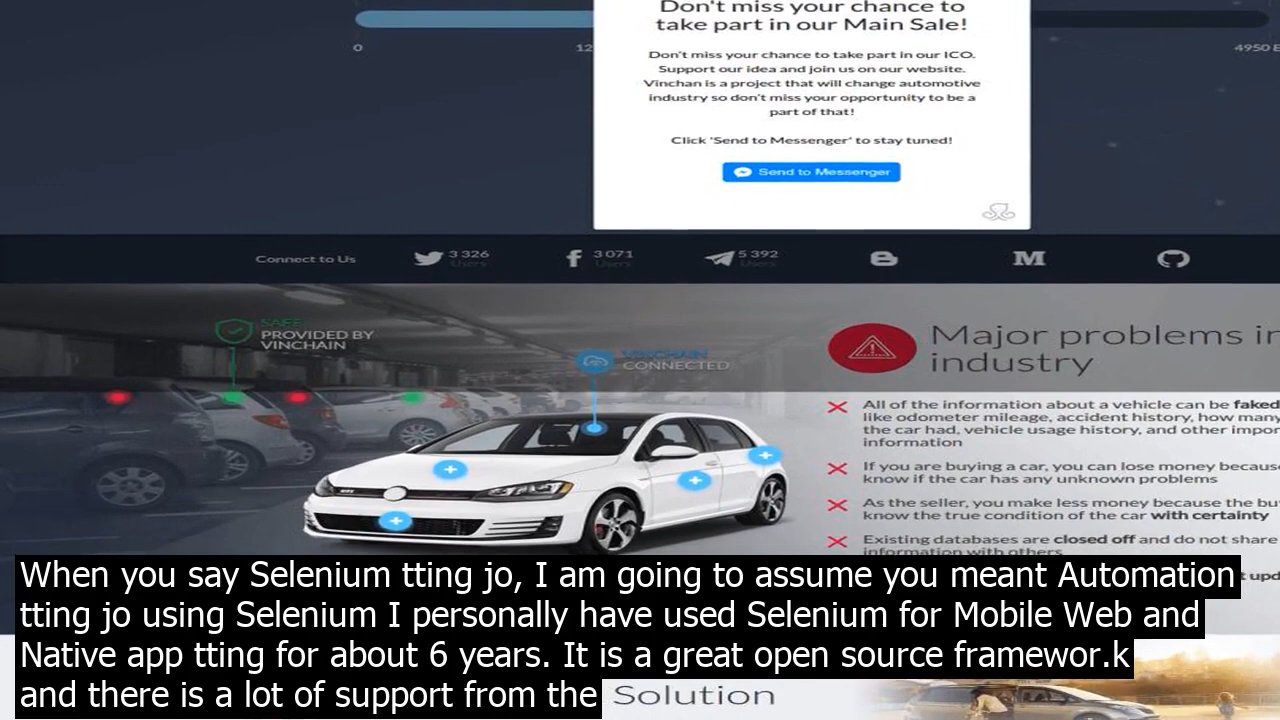 Don't miss your chance to
take part in our Main Sale!
0
12
4950 E
Don't miss your chance to take part in our ICO.
Support our idea and join us on our website.
Vinchan is a project that will change automotive
industry so don't miss your opportunity to be a
part of that!
Click 'Send to Messenger' to stay tuned!
Send to Messenger
Connect to Us
3 326
Users
3 071
Users
5 392
Users
SAFE
PROVIDED BY
VINCHAIN
VINCHAIN
CONNECTED
Major problems in
industry
All of the information about a vehicle can be faked
like odometer mileage, accident history, how many
the car had, vehicle usage history, and other impor
information
If you are buying a car, you can lose money because
know if the car has any unknown problems
As the seller, you make less money because the bu
know the true condition of the car with certainty
Existing databases are closed off and do not share
information with others
t upd
When you say Selenium tting jo, I am going to assume you meant Automation
tting jo using Selenium I personally have used Selenium for Mobile Web and
Native app tting for about 6 years. It is a great open source framewor.k
and there is a lot of support from the
Solution